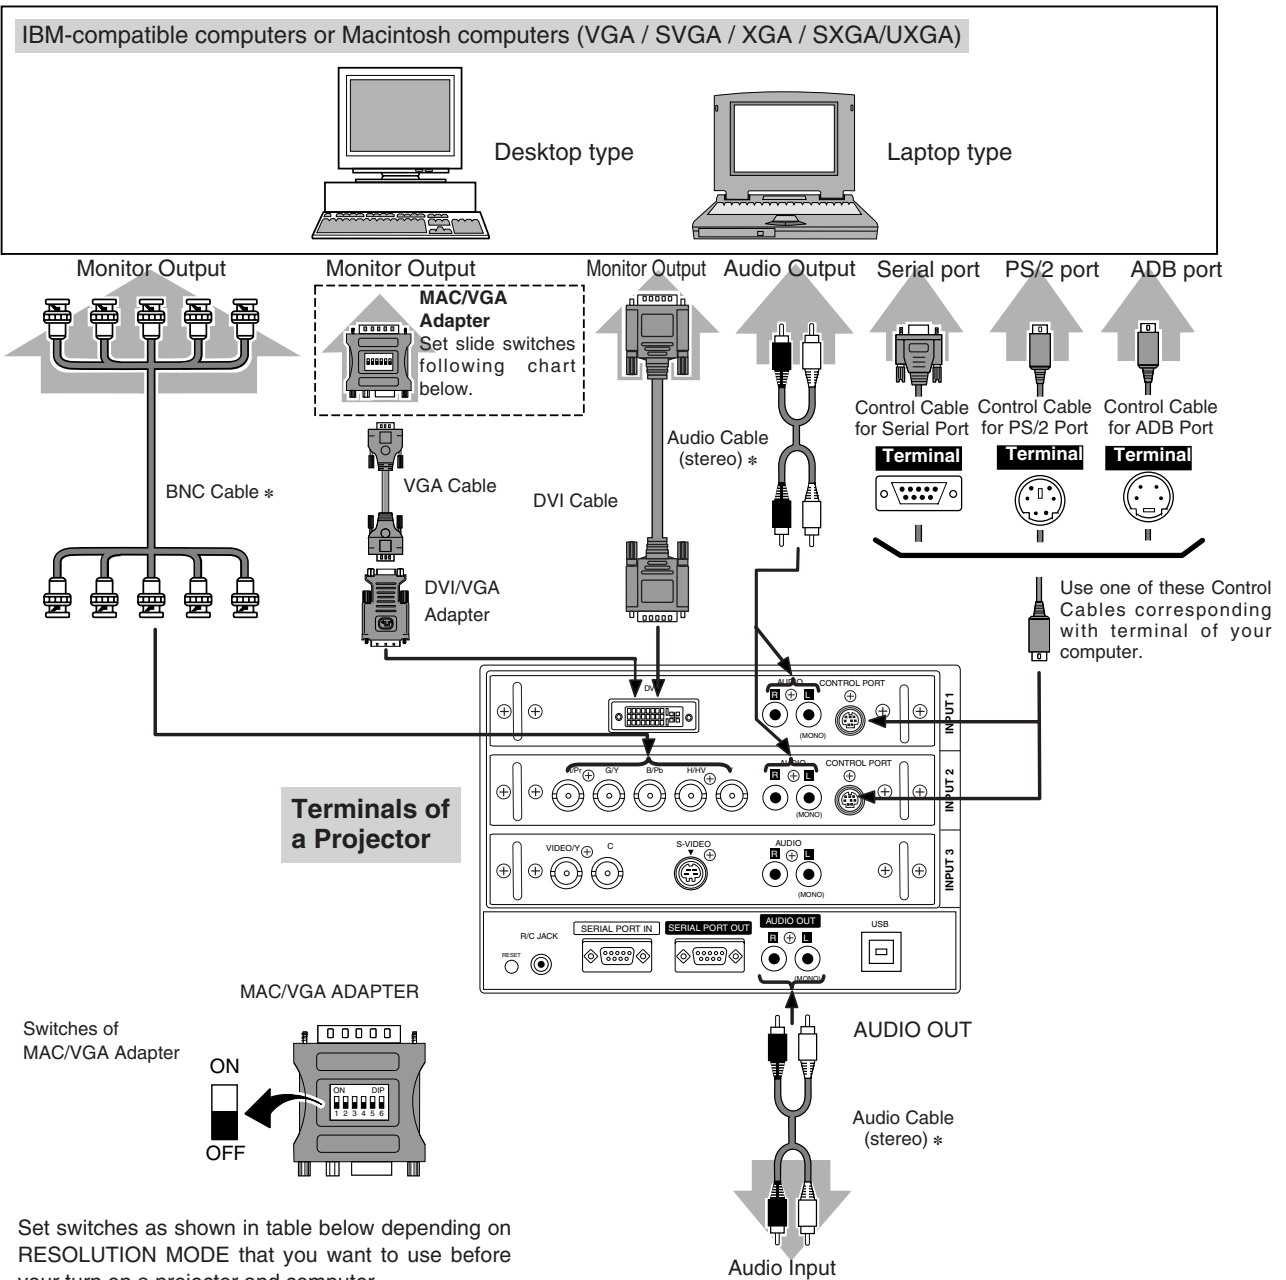 IBM-compatible computers or Macintosh computers (VGA / SVGA / XGA / SXGA/UXGA)
Desktop type
Laptop type
Monitor Output
Monitor Output
Monitor Output
Audio Output
Serial port
PS/2 port
ADB port
MAC/VGA
Adapter
Set slide switches
following chart
below.
BNC Cable *
VGA Cable
DVI/VGA
Adapter
DVI Cable
Audio Cable
(stereo) *
Control Cable
for Serial Port
Terminal
Control Cable
for PS/2 Port
Terminal
Control Cable
for ADB Port
Terminal
Use one of these Control
Cables corresponding
with terminal of your
computer.
Terminals of
a Projector
AUDIO
R
L
(MONO)
CONTROL PORT
INPUT 1
G/Y
B/Pb
H/HV
AUDIO
R
L
(MONO)
CONTROL PORT
INPUT 2
VIDEO/Y
C
S-VIDEO
AUDIO
R
L
(MONO)
INPUT 3
RESET
R/C JACK
SERIAL PORT IN
SERIAL PORT OUT
AUDIO OUT
R
L
(MONO)
USB
MAC/VGA ADAPTER
Switches of
MAC/VGA Adapter
ON
OFF
ON DIP
1 2 3 4 5 6
AUDIO OUT
Audio Cable
(stereo) *
Audio Input
Set switches as shown in table below depending on
RESOLUTION MODE that you want to use before
your turn on a projector and computer